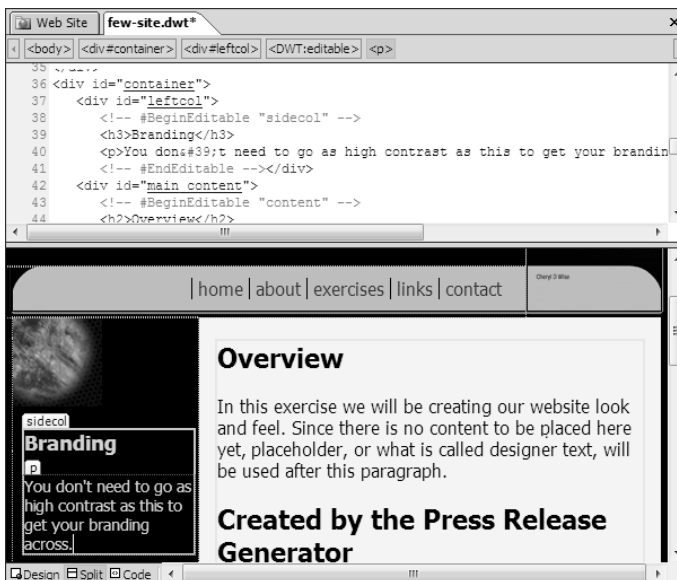 Web Site
few-site.dwt*
<body> <div#container> <div#leftcol> <DWT:editable> <p>
35 </div>
36 <div id="container">
37 <div id="leftcol">
38 <!-- #BeginEditable "sidecol" -->
39 <h3>Branding</h3>
40 <p>You don&#39;t need to go as high contrast as this to get your brandin
41 <!-- #EndEditable --></div>
42 <div id="main_content">
43 <!-- #BeginEditable "content" -->
44 <h2>Overview</h2>
home about exercises links contact
Cheryl D Wise
sidecol
Branding
p
You don't need to go as
high contrast as this to
get your branding
across.
Overview
In this exercise we will be creating our website look
and feel. Since there is no content to be placed here
yet, placeholder, or what is called designer text, will
be used after this paragraph.
Created by the Press Release
Generator
Design Split Code